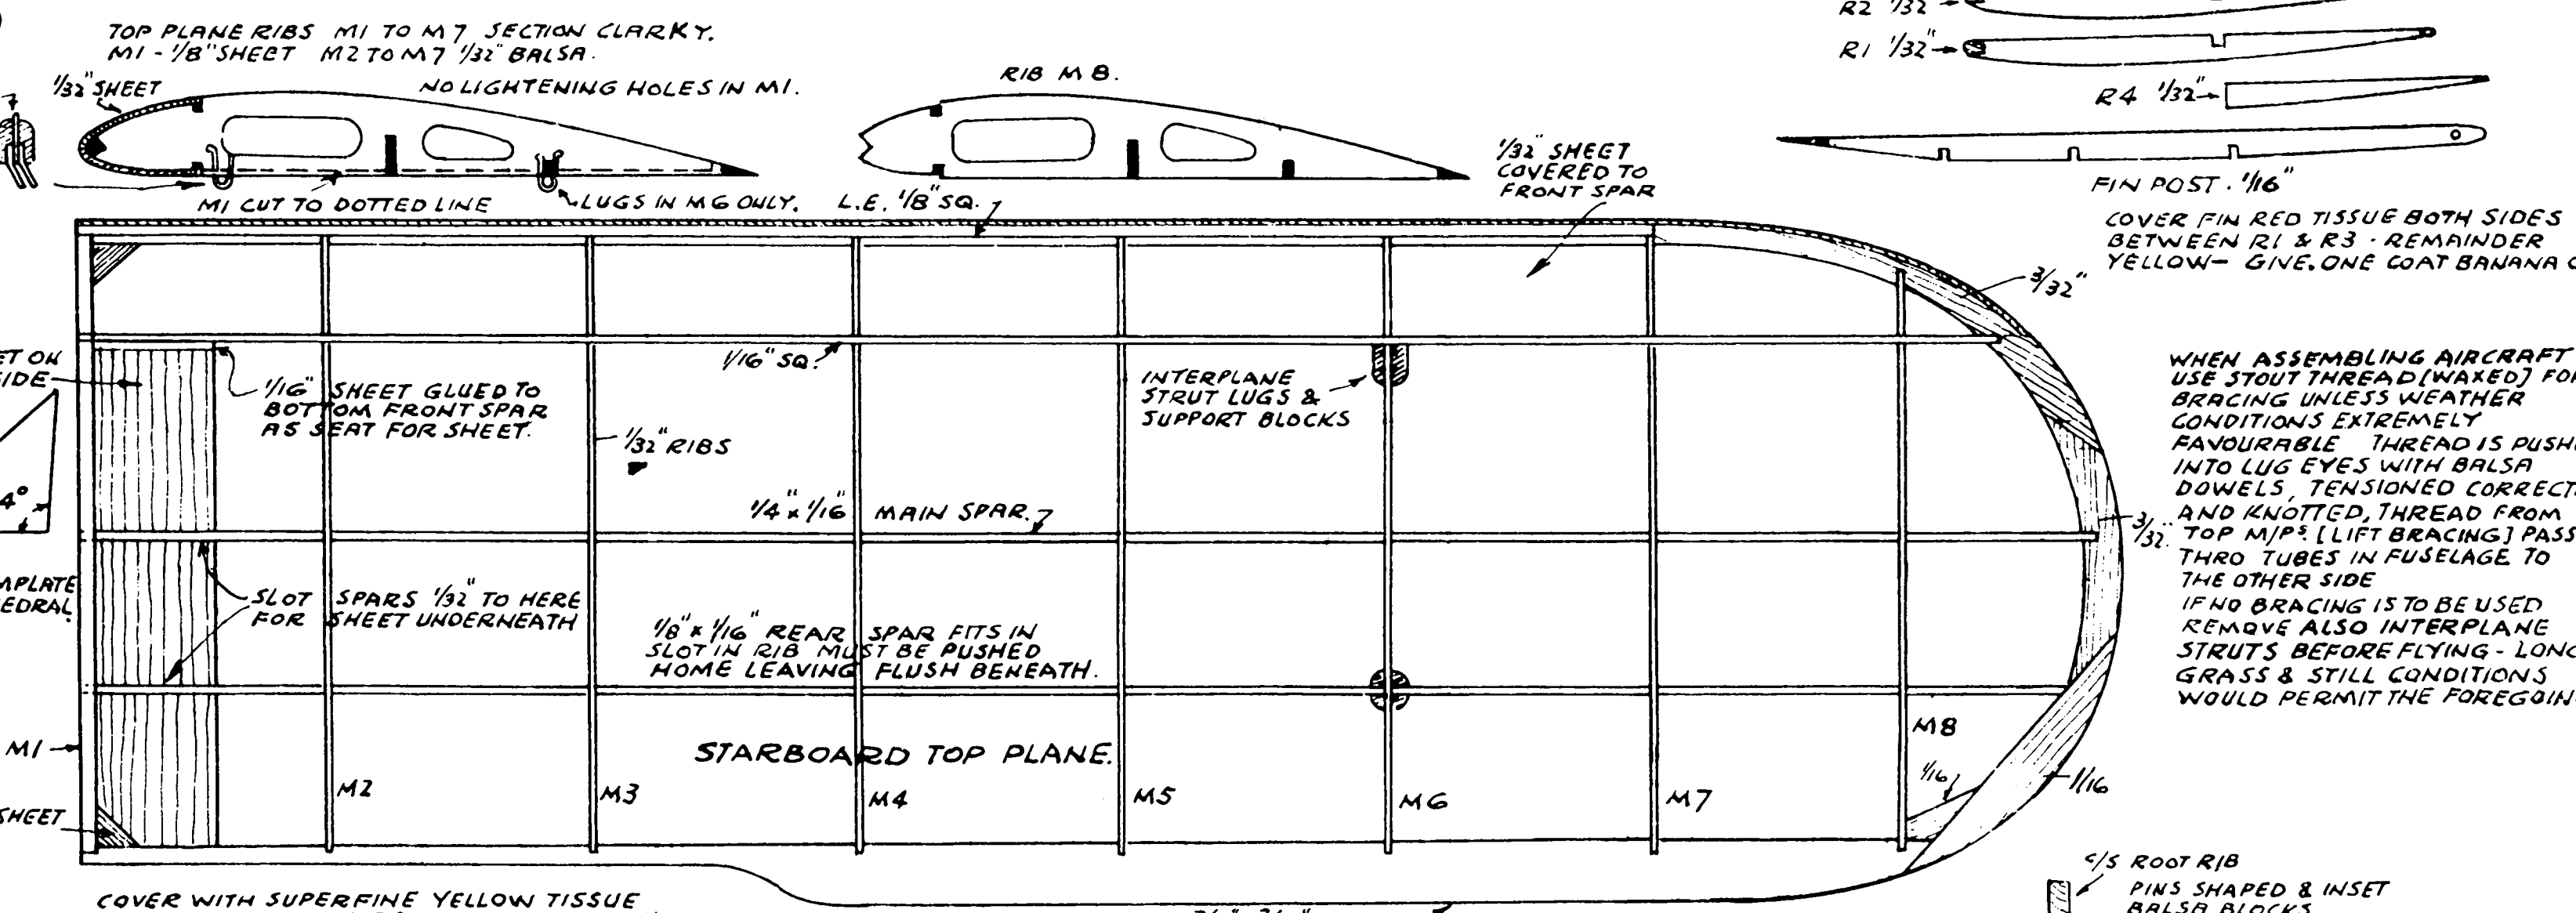 TOP PLANE RIBS M1 TO M7 SECTION CLARKY.
M1 - 1/8" SHEET M2 TO M7 1/32" BALSA.
1/32" SHEET
NO LIGHTENING HOLES IN M1.
RIB M 8.
R2 1/32"
R1 1/32"
R4 1/32"
FIN POST. 1/16"
M1 CUT TO DOTTED LINE
LUGS IN M6 ONLY.
L.E. 1/8" SQ.
1/32" SHEET
COVERED TO
FRONT SPAR
COVER FIN RED TISSUE BOTH SIDES
BETWEEN R1 & R3 - REMAINDER
YELLOW - GIVE. ONE COAT BANANA
3/32"
1/16" SQ.
1/16" SHEET GLUED TO
BOTTOM FRONT SPAR
AS SEAT FOR SHEET.
1/32" RIBS
INTERPLANE
STRUT LUGS &
SUPPORT BLOCKS
1/4" x 1/16" MAIN SPAR.
4°
3/32"
SLOT SPARS 1/32" TO HERE
FOR SHEET UNDERNEATH
1/8" x 1/16" REAR SPAR FITS IN
SLOT IN RIB MUST BE PUSHED
HOME LEAVING FLUSH BENEATH.
STARBOARD TOP PLANE.
M1
M2
M3
M4
M5
M6
M7
M8
1/16
1/16
SHEET
WHEN ASSEMBLING AIRCRAFT
USE STOUT THREAD [WAXED] FOR
BRACING UNLESS WEATHER
CONDITIONS EXTREMELY
FAVOURABLE THREAD IS PUSHE
INTO LUG EYES WITH BALSA
DOWELS, TENSIONED CORRECT
AND KNOTTED, THREAD FROM
TOP M/Ps. [LIFT BRACING] PASS
THRO TUBES IN FUSELAGE TO
THE OTHER SIDE
IF NO BRACING IS TO BE USED
REMOVE ALSO INTERPLANE
STRUTS BEFORE FLYING - LONG
GRASS & STILL CONDITIONS
WOULD PERMIT THE FOREGOIN
C/S ROOT RIB
PINS SHAPED & INSET
BALSA BLOCKS
COVER WITH SUPERFINE YELLOW TISSUE